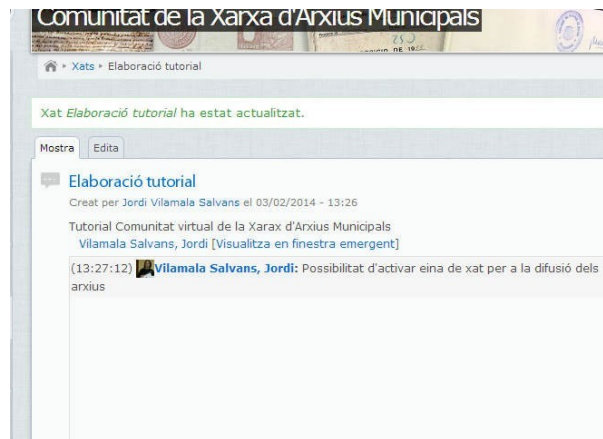 Comunitat de la Xarxa d'Arxius Municipals
Xats ▸ Elaboració tutorial
Xat Elaboració tutorial ha estat actualitzat.
Mostra Edita
Elaboració tutorial
Creat per Jordi Vilamala Salvans el 03/02/2014 - 13:26
Tutorial Comunitat virtual de la Xarax d'Arxius Municipals
Vilamala Salvans, Jordi [Visualitza en finestra emergent]
(13:27:12) Vilamala Salvans, Jordi: Possibilitat d'activar eina de xat per a la difusió dels
arxius